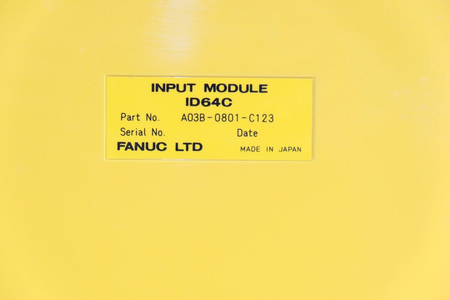 INPUT MODULE
ID64C
Part No. A03B-0801-C123
Serial No. Date
FANUC LTD MADE IN JAPAN